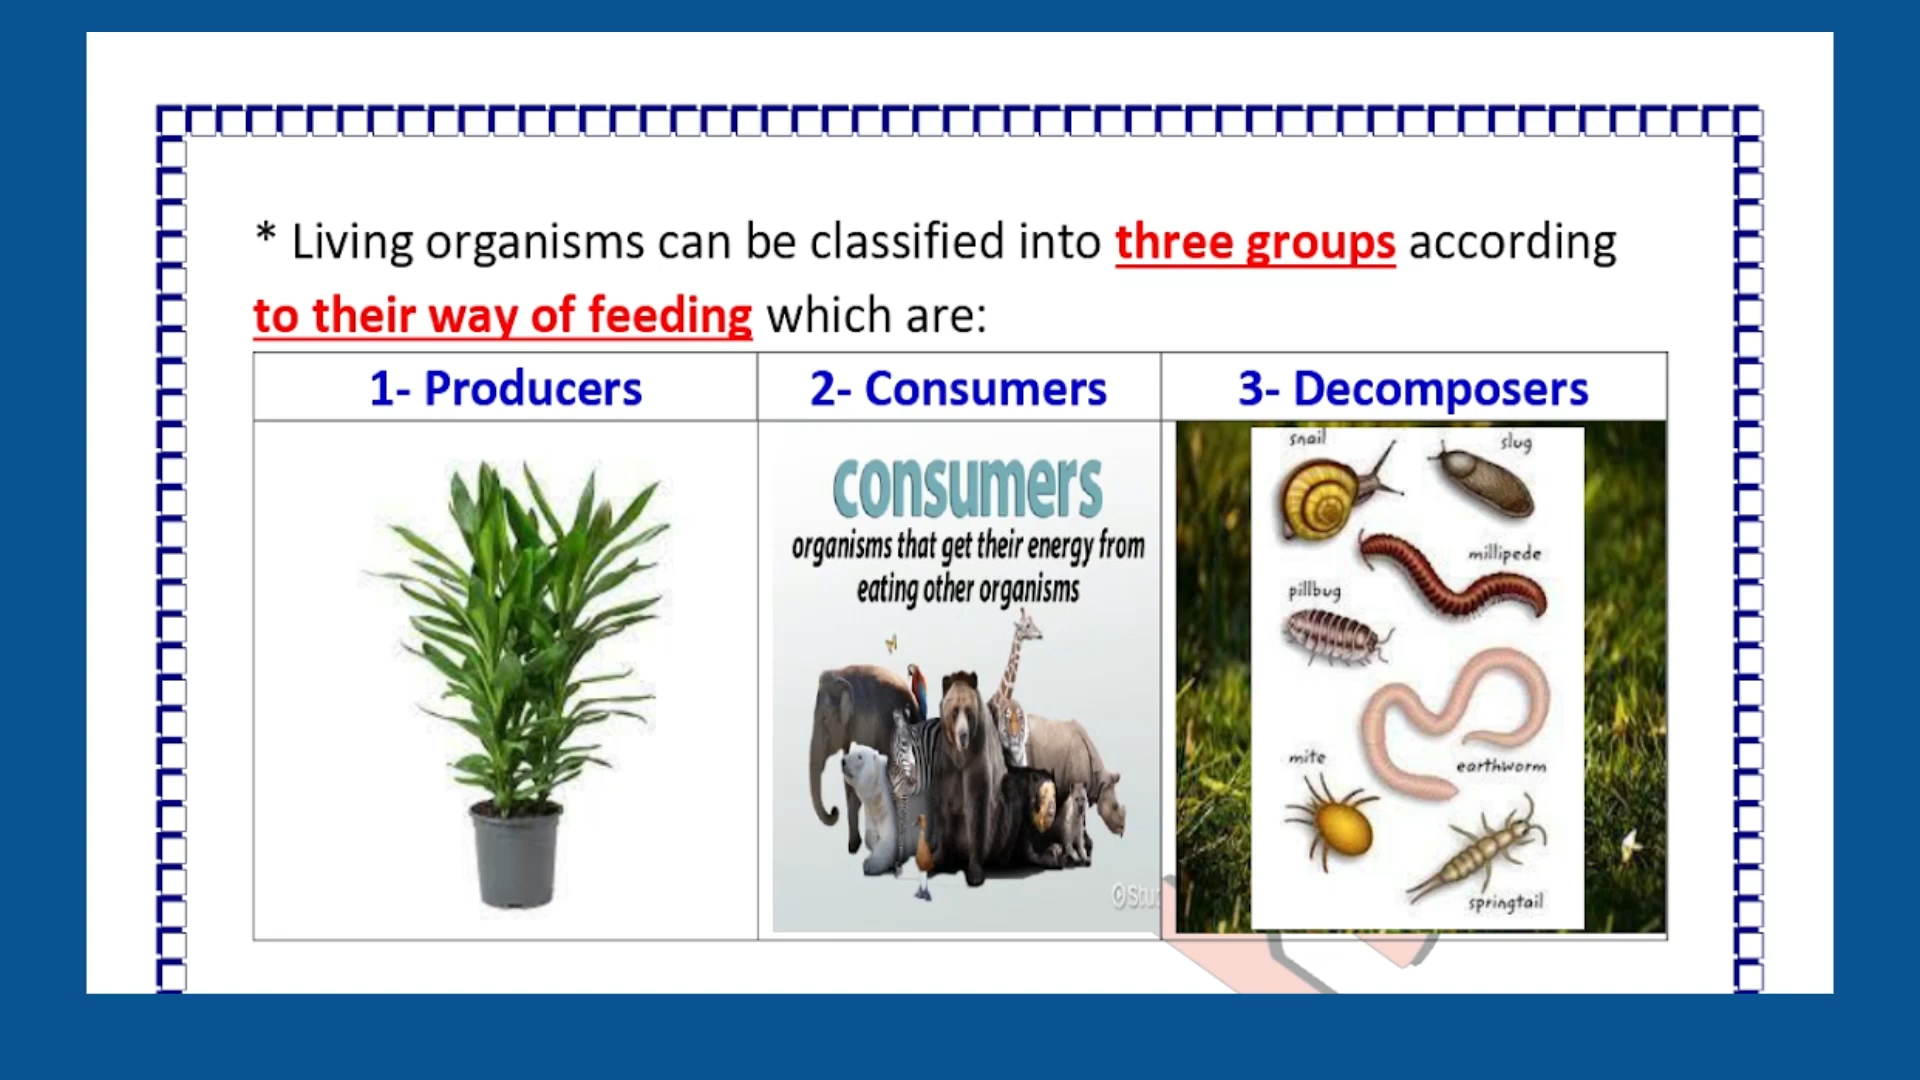 * Living organisms can be classified into three groups according
to their way of feeding which are:
1- Producers
2- Consumers
3- Decomposers
consumers
organisms that get their energy from
eating other organisms
snail
slug
millipede
pillbug
mite
earthworm
springtail